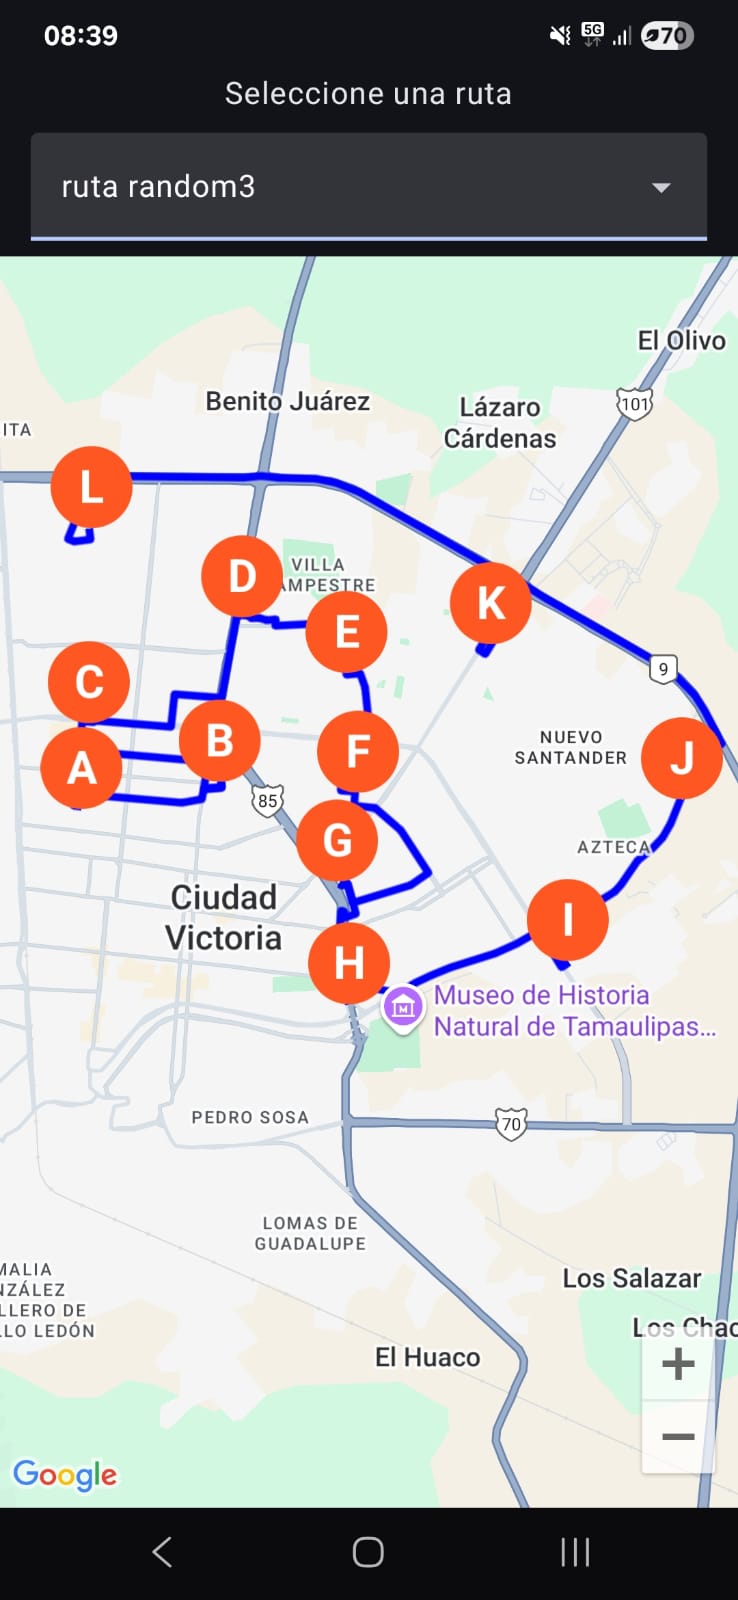 08:39
5G
70
Seleccione una ruta
ruta random3
El Olivo
101
Benito Juárez
Lázaro
Cárdenas
ITA
L
VILLA
AMPESTRE
D
K
E
C
9
B
NUEVO
SANTANDER
J
A
F
85
G
AZTECA
Ciudad
Victoria
I
H
Museo de Historia
Natural de Tamaulipas...
PEDRO SOSA
70
LOMAS DE
GUADALUPE
MALIA
NZÁLEZ
LLERO DE
LLO LEDÓN
Los Salazar
Los Chac
El Huaco
+
−
Google